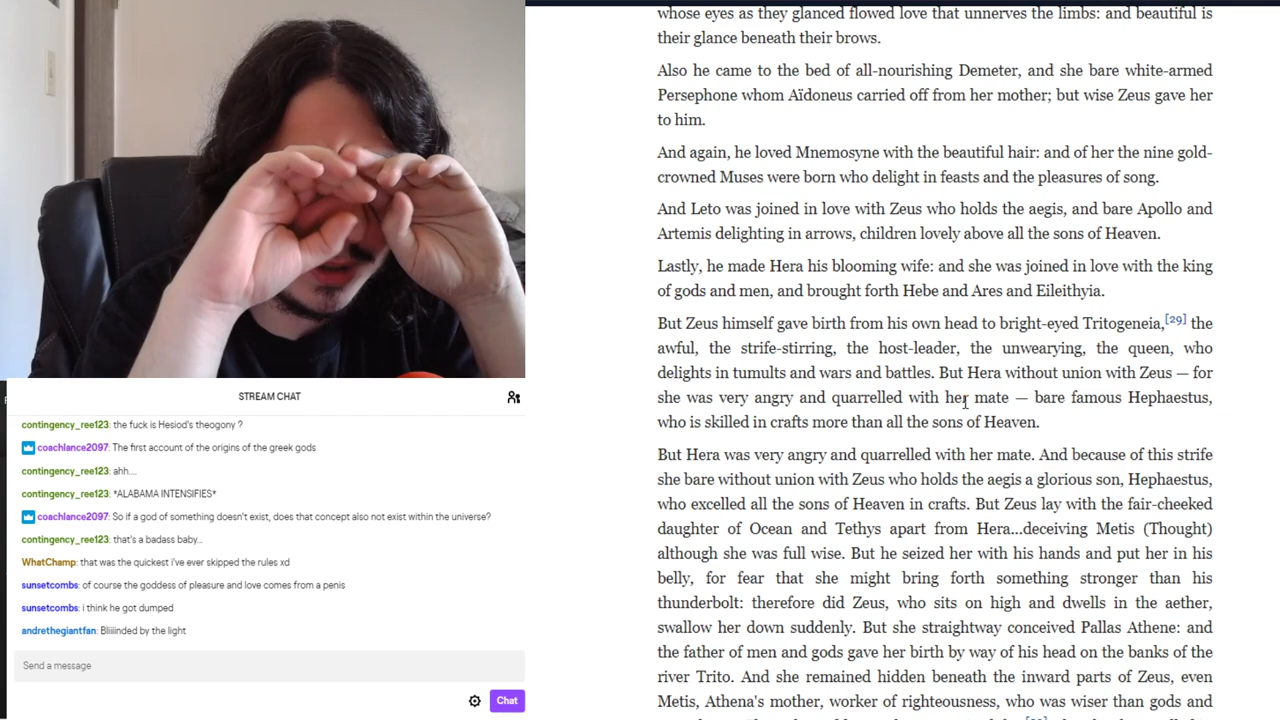 STREAM CHAT
contingency_ree123: the fuck is Hesiod's theogony ?
coachlance2097: The first account of the origins of the greek gods
contingency_ree123: ahh....
contingency_ree123: *ALABAMA INTENSIFIES*
coachlance2097: So if a god of something doesn't exist, does that concept also not exist within the universe?
contingency_ree123: that's a badass baby...
WhatChamp: that was the quickest i've ever skipped the rules xd
sunsetcombs: of course the goddess of pleasure and love comes from a penis
sunsetcombs: i think he got dumped
andrethegiantfan: Bliiiinded by the light
Send a message
Chat
whose eyes as they glanced flowed love that unnerves the limbs: and beautiful is
their glance beneath their brows.
Also he came to the bed of all-nourishing Demeter, and she bare white-armed
Persephone whom Aïdoneus carried off from her mother; but wise Zeus gave her
to him.
And again, he loved Mnemosyne with the beautiful hair: and of her the nine gold-
crowned Muses were born who delight in feasts and the pleasures of song.
And Leto was joined in love with Zeus who holds the aegis, and bare Apollo and
Artemis delighting in arrows, children lovely above all the sons of Heaven.
Lastly, he made Hera his blooming wife: and she was joined in love with the king
of gods and men, and brought forth Hebe and Ares and Eileithyia.
But Zeus himself gave birth from his own head to bright-eyed Tritogeneia,[29] the
awful, the strife-stirring, the host-leader, the unwearying, the queen, who
delights in tumults and wars and battles. But Hera without union with Zeus — for
she was very angry and quarrelled with her mate — bare famous Hephaestus,
who is skilled in crafts more than all the sons of Heaven.
But Hera was very angry and quarrelled with her mate. And because of this strife
she bare without union with Zeus who holds the aegis a glorious son, Hephaestus,
who excelled all the sons of Heaven in crafts. But Zeus lay with the fair-cheeked
daughter of Ocean and Tethys apart from Hera...deceiving Metis (Thought)
although she was full wise. But he seized her with his hands and put her in his
belly, for fear that she might bring forth something stronger than his
thunderbolt: therefore did Zeus, who sits on high and dwells in the aether,
swallow her down suddenly. But she straightway conceived Pallas Athene: and
the father of men and gods gave her birth by way of his head on the banks of the
river Trito. And she remained hidden beneath the inward parts of Zeus, even
Metis, Athena's mother, worker of righteousness, who was wiser than gods and